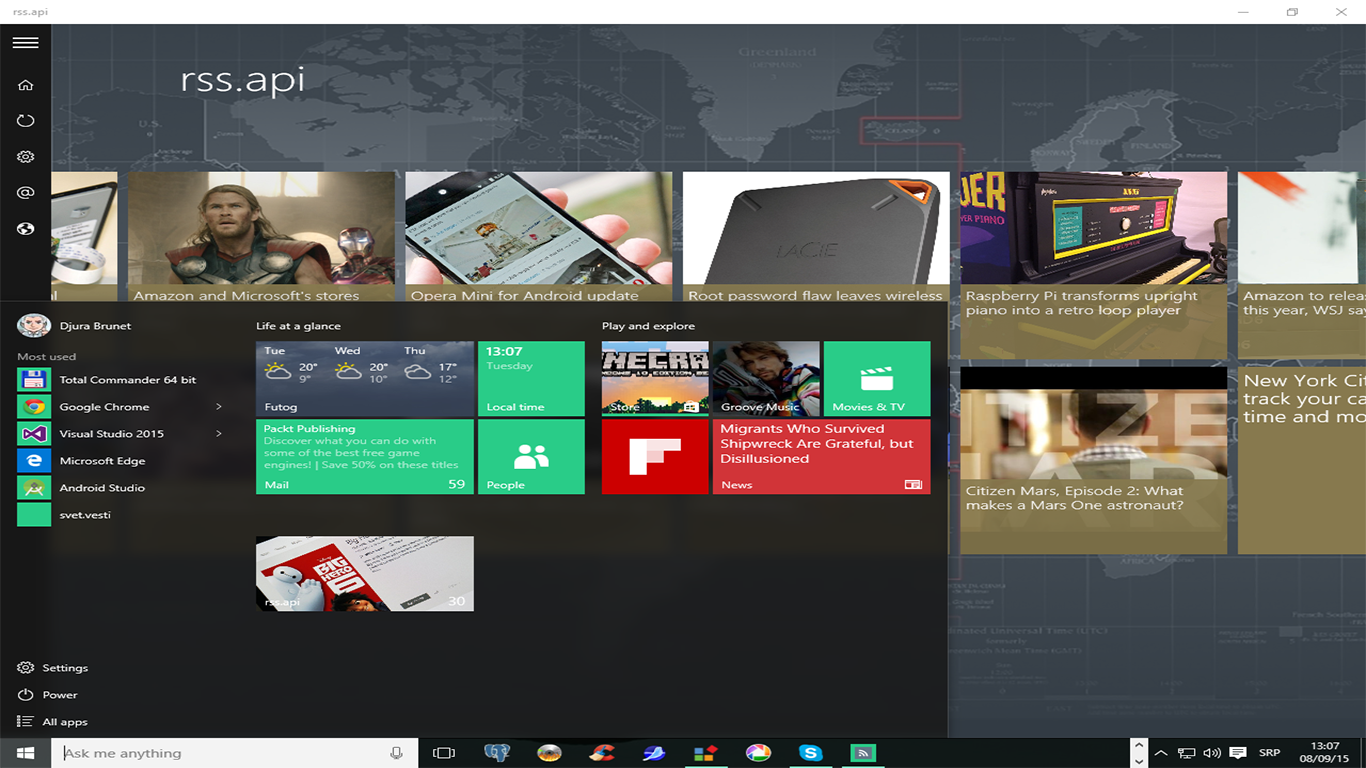 rss.api
rss.api
Amazon and Microsoft's stores
Opera Mini for Android update
Root password flaw leaves wireless
Raspberry Pi transforms upright
piano into a retro loop player
Amazon to relea
this year, WSJ say
Citizen Mars, Episode 2: What
makes a Mars One astronaut?
New York Cit
track your ca
time and mo
Greenland
(DENMARK)
LACIE
Djura Brunet
Most used
Total Commander 64 bit
Google Chrome
Visual Studio 2015
Microsoft Edge
Android Studio
svet.vesti
Settings
Power
All apps
Life at a glance
Tue
20°
9°
Wed
20°
10°
Thu
17°
12°
Futog
13:07
Tuesday
Local time
Packt Publishing
Discover what you can do with
some of the best free game
engines! | Save 50% on these titles
Mail
59
People
BIG
HERO
6
rss.api
30
Play and explore
Store
Groove Music
Movies & TV
Migrants Who Survived
Shipwreck Are Grateful, but
Disillusioned
News
Ask me anything
SRP
13:07
08/09/15